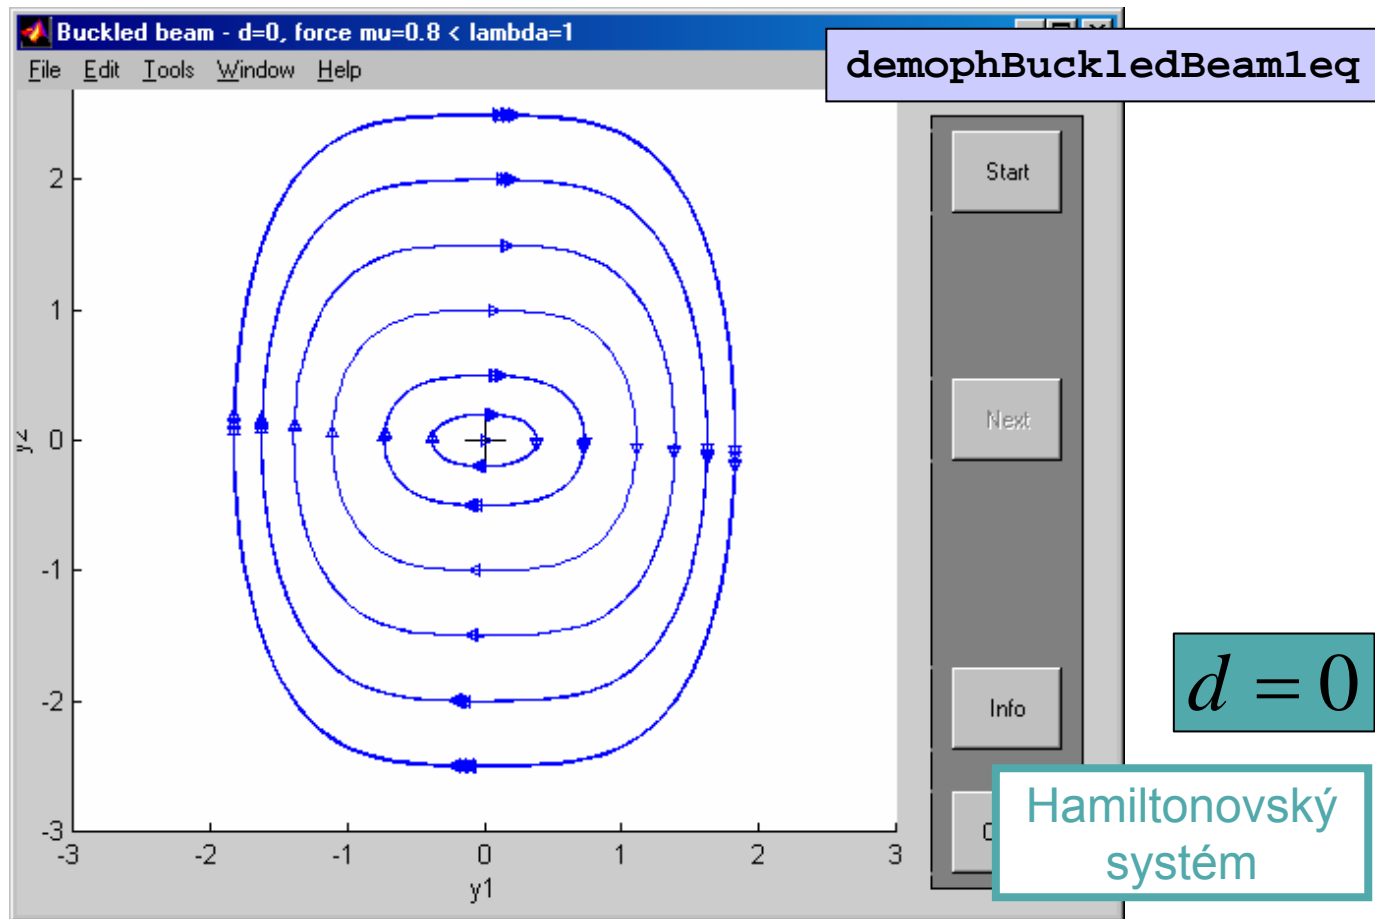 Buckled beam - d=0, force mu=0.8 < lambda=1
File Edit Tools Window Help
demophBuckledBeam1eq
2
1
0
-1
-2
-3
y2
-3 -2 -1 0 1 2 3
y1
Start
Next
Info
d = 0
Hamiltonovský
systém